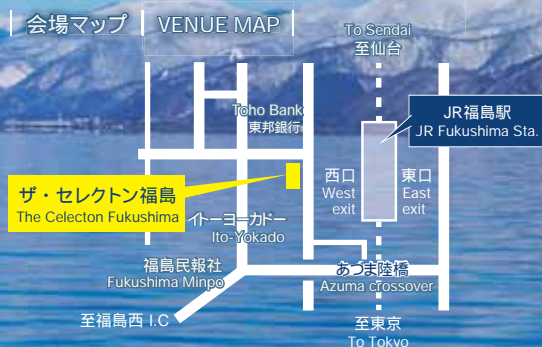 会場マップ VENUE MAP
To Sendai
至仙台
Toho Bank
東邦銀行
JR福島駅
JR Fukushima Sta.
西口
West
exit
東口
East
exit
ザ・セレクトン福島
The Celecton Fukushima
イトーヨーカドー
Ito-Yokado
福島民報社
Fukushima Minpo
あづま陸橋
Azuma crossover
至福島西 I.C
至東京
To Tokyo